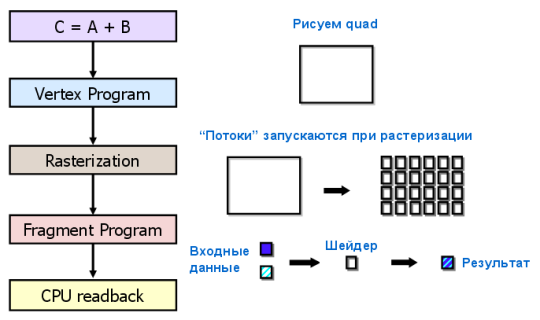 C = A + B
Рисуем quad
Vertex Program
“Потоки” запускаются при растеризации
Rasterization
Fragment Program
Входные
данные
Шейдер
Результат
CPU readback